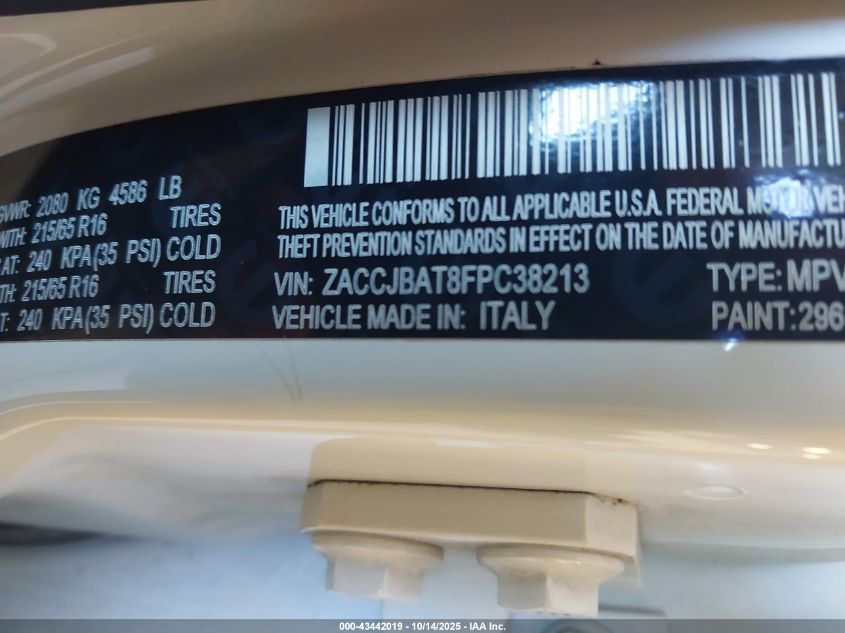 GVWR: 2080 KG 4586 LB
WITH: 215/65 R16 TIRES
AT: 240 KPA(35 PSI) COLD
TH: 215/65 R16 TIRES
T: 240 KPA(35 PSI) COLD
THIS VEHICLE CONFORMS TO ALL APPLICABLE U.S.A. FEDERAL MOTOR VEH
THEFT PREVENTION STANDARDS IN EFFECT ON THE DATE OF MANUFACTU
VIN: ZACCJBAT8FPC38213 TYPE: MPV
VEHICLE MADE IN: ITALY PAINT:296
000-43442019 - 10/14/2025 - IAA Inc.